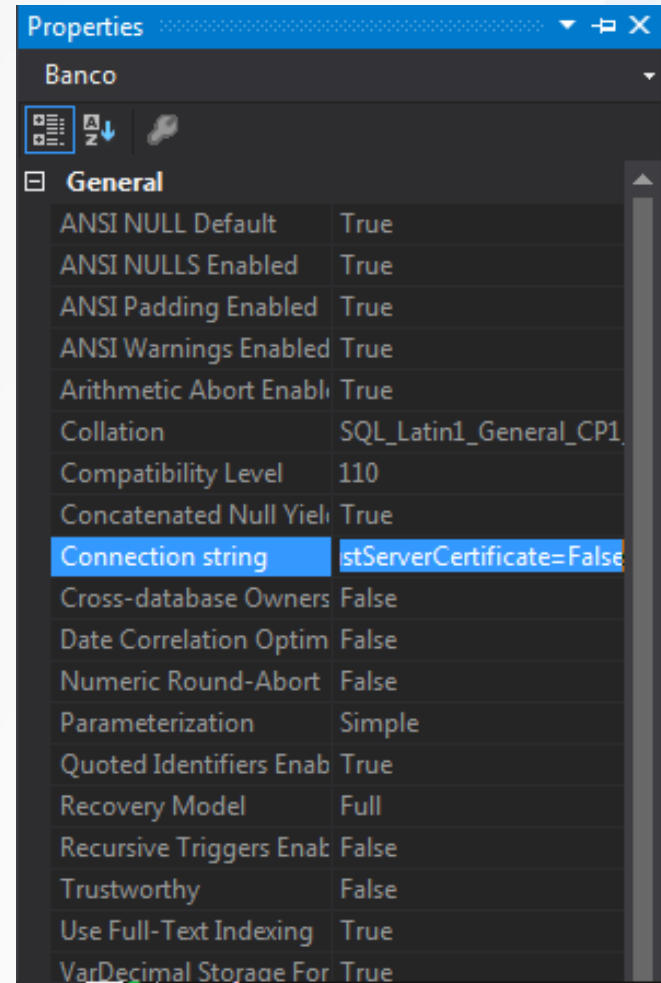 Properties
Banco
General
ANSI NULL Default True
ANSI NULLS Enabled True
ANSI Padding Enabled True
ANSI Warnings Enabled True
Arithmetic Abort Enabl True
Collation SQL_Latin1_General_CP1_
Compatibility Level 110
Concatenated Null Yiel True
Connection string stServerCertificate=False
Cross-database Owners False
Date Correlation Optim False
Numeric Round-Abort False
Parameterization Simple
Quoted Identifiers Enab True
Recovery Model Full
Recursive Triggers Enab False
Trustworthy False
Use Full-Text Indexing True
VarDecimal Storage For True